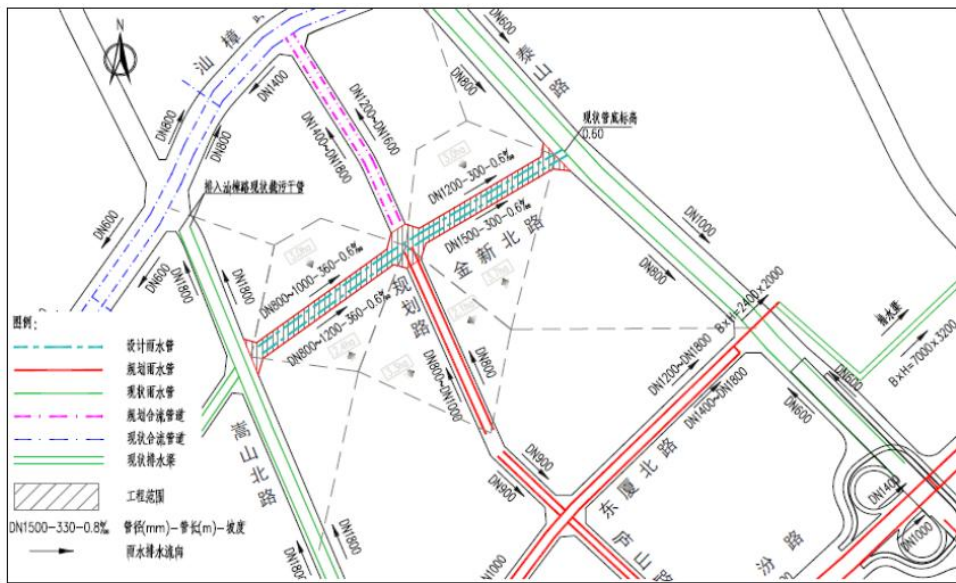 N
汕樟路
DN600
DN800
泰山路
DN800
DN1400
DN800
DN1200~DN1600
DN1400~DN1800
现状管底标高
0.60
5.0ha
DN1200-300-0.6‰
DN1500-300-0.6‰
排入汕樟路现状截污干管
DN600
DN600
DN1800
DN1800
DN800~1000-360-0.6‰
DN800~1200-360-0.6‰
金新北路
规划路
DN1000
DN800
B×H=2400×2000
排水渠
B×H=7000×3200
DN800~DN1000
DN800
DN1200~DN1800
DN1400~DN1800
DN600
DN600
图例:
设计雨水管
规划雨水管
现状雨水管
规划合流管道
现状合流管道
现状排水渠
工程范围
DN1500-330-0.8‰ 管径(mm)-管长(m)-坡度
雨水排水流向
嵩山北路
DN900
DN900
东厦北路
庐山路
汾路
DN1400
DN1000
DN1000
DN1800
DN1800